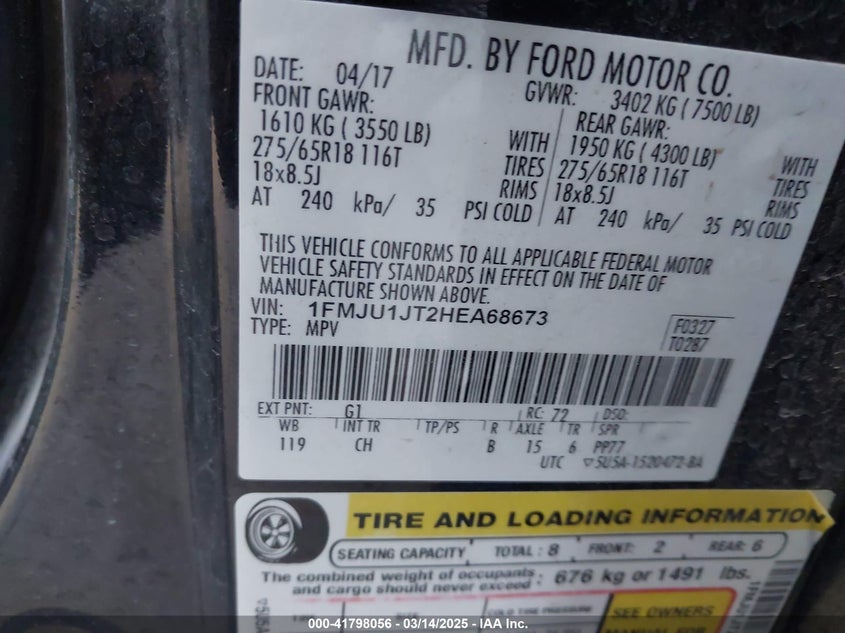 MFD. BY FORD MOTOR CO.
DATE: 04/17
GVWR: 3402 KG ( 7500 LB)
FRONT GAWR:
1610 KG ( 3550 LB)
WITH
275/65R18 116T
TIRES
18x8.5J
RIMS
AT 240 kPa/ 35 PSI COLD
REAR GAWR:
1950 KG ( 4300 LB)
WITH
275/65R18 116T
TIRES
18x8.5J
RIMS
AT 240 kPa/ 35 PSI COLD
THIS VEHICLE CONFORMS TO ALL APPLICABLE FEDERAL MOTOR
VEHICLE SAFETY STANDARDS IN EFFECT ON THE DATE OF
MANUFACTURE SHOWN ABOVE.
VIN: 1FMJU1JT2HEA68673
TYPE: MPV
F0327
T0287
EXT PNT: G1 RC: 72 DSO:
WB INT TR TP/PS R AXLE TR SPR
119 CH B 15 6 PP77
UTC ▽5U5A-1520472-BA
TIRE AND LOADING INFORMATION
SEATING CAPACITY TOTAL : 8 FRONT: 2 REAR: 6
The combined weight of occupants
and cargo should never exceed : 676 kg or 1491 lbs.
COLD TIRE PRESSURE
SEE OWNERS
MANUAL FOR
000-41798056 - 03/14/2025 - IAA Corp.